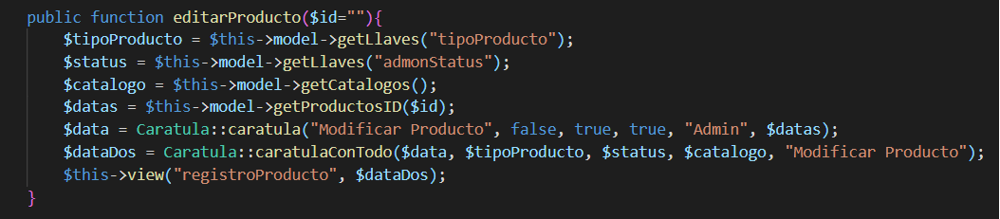 public function editarProducto($id=""){
    $tipoProducto = $this->model->getLlaves("tipoProducto");
    $status = $this->model->getLlaves("admonStatus");
    $catalogo = $this->model->getCatalogos();
    $datas = $this->model->getProductosID($id);
    $data = Caratula::caratula("Modificar Producto", false, true, true, "Admin", $datas);
    $dataDos = Caratula::caratulaConTodo($data, $tipoProducto, $status, $catalogo, "Modificar Producto");
    $this->view("registroProducto", $dataDos);
}